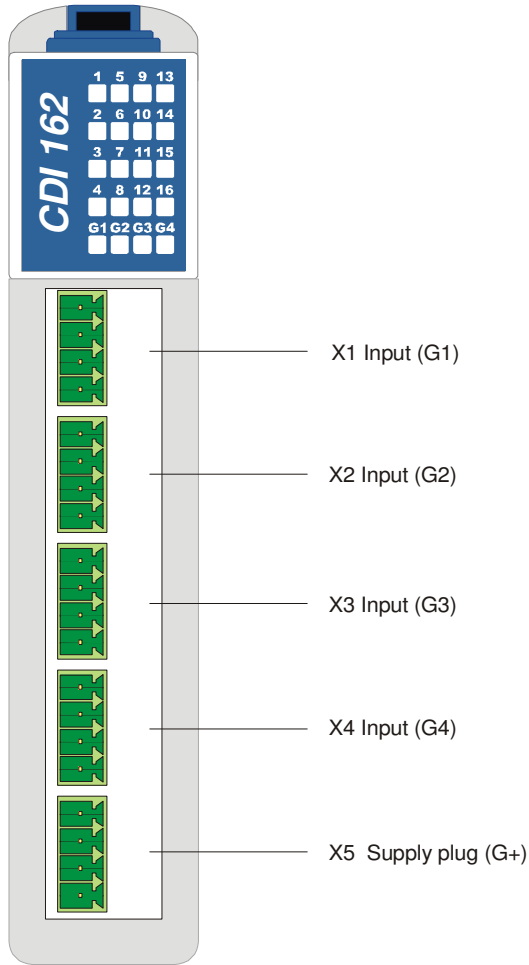 CDI 162
1 5 9 13
2 6 10 14
3 7 11 15
4 8 12 16
G1 G2 G3 G4
X1 Input (G1)
X2 Input (G2)
X3 Input (G3)
X4 Input (G4)
X5 Supply plug (G+)